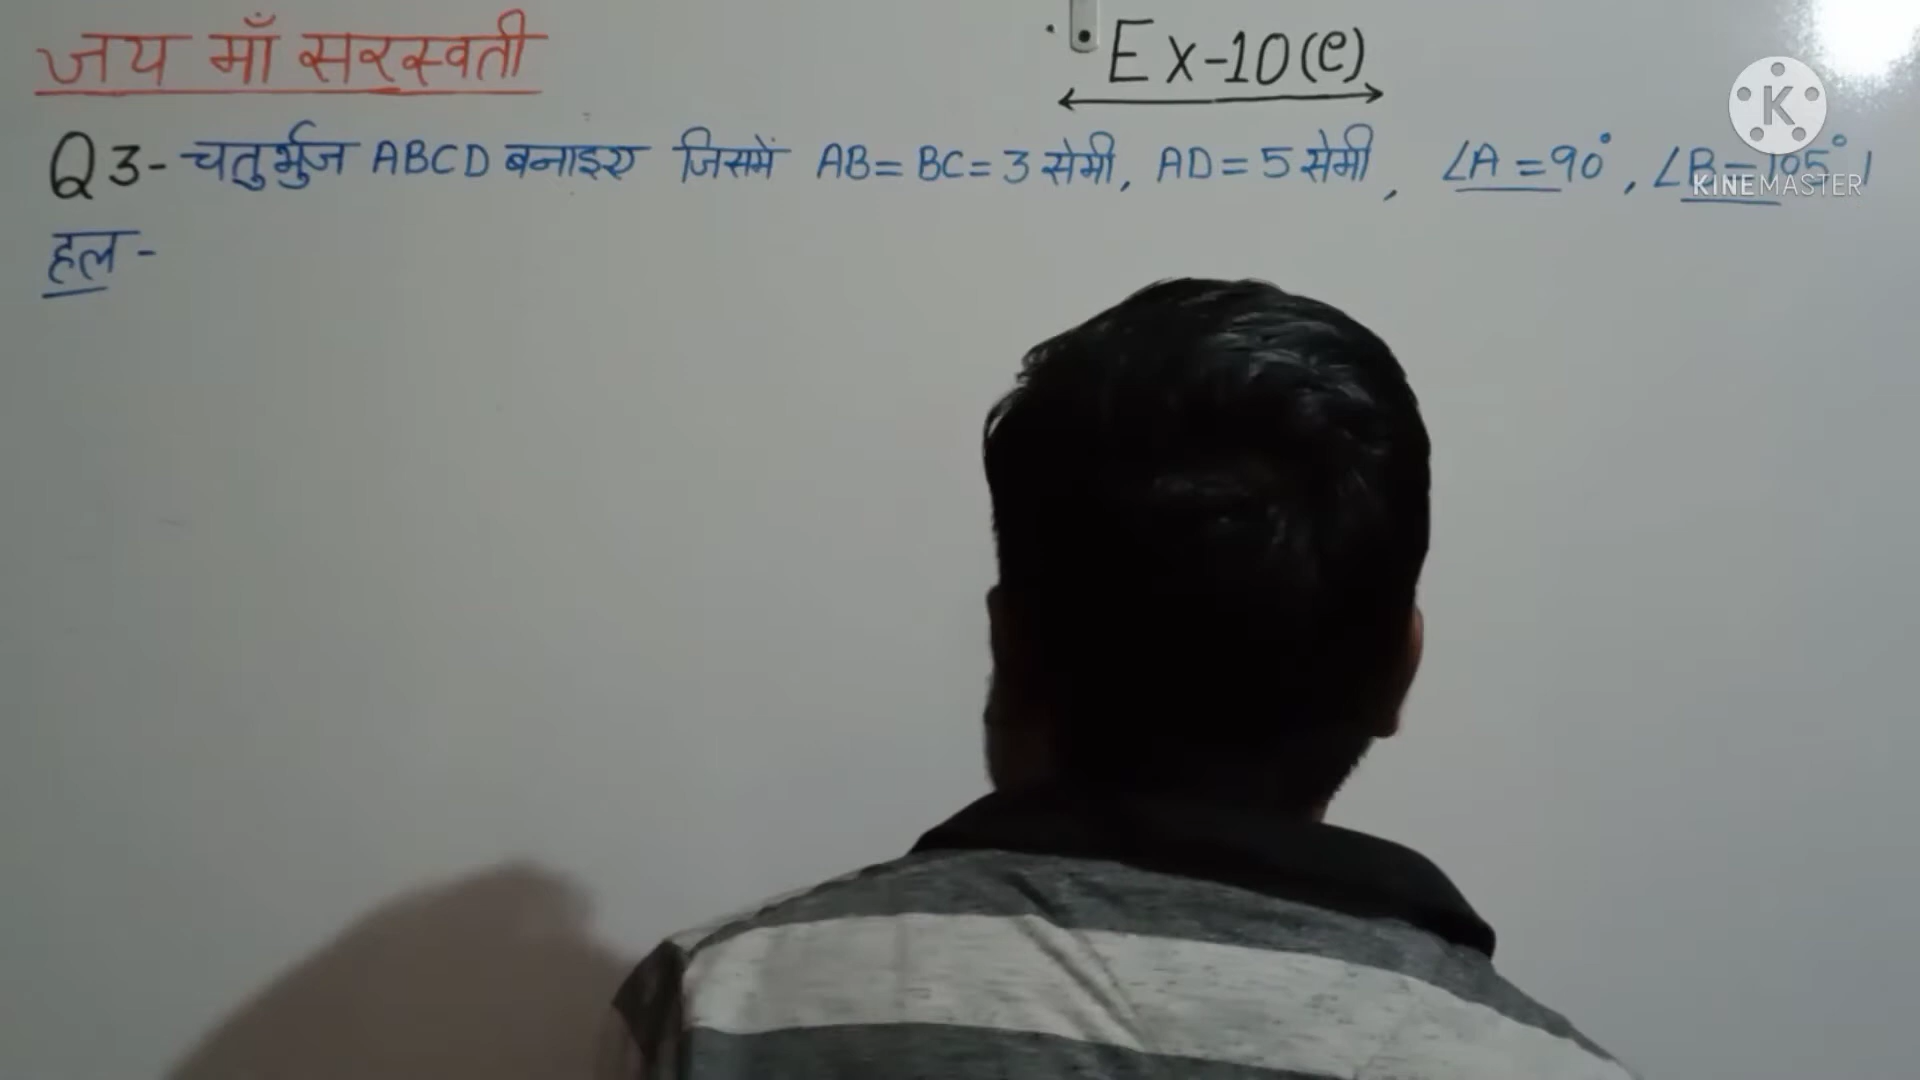 जय माँ सरस्वती
Ex-10(e)
Q3- चतुर्भुज ABCD बनाइए जिसमें AB = BC = 3 सेमी, AD = 5 सेमी, ∠A = 90°, ∠B = 105°।
K
KINEMASTER
हल -